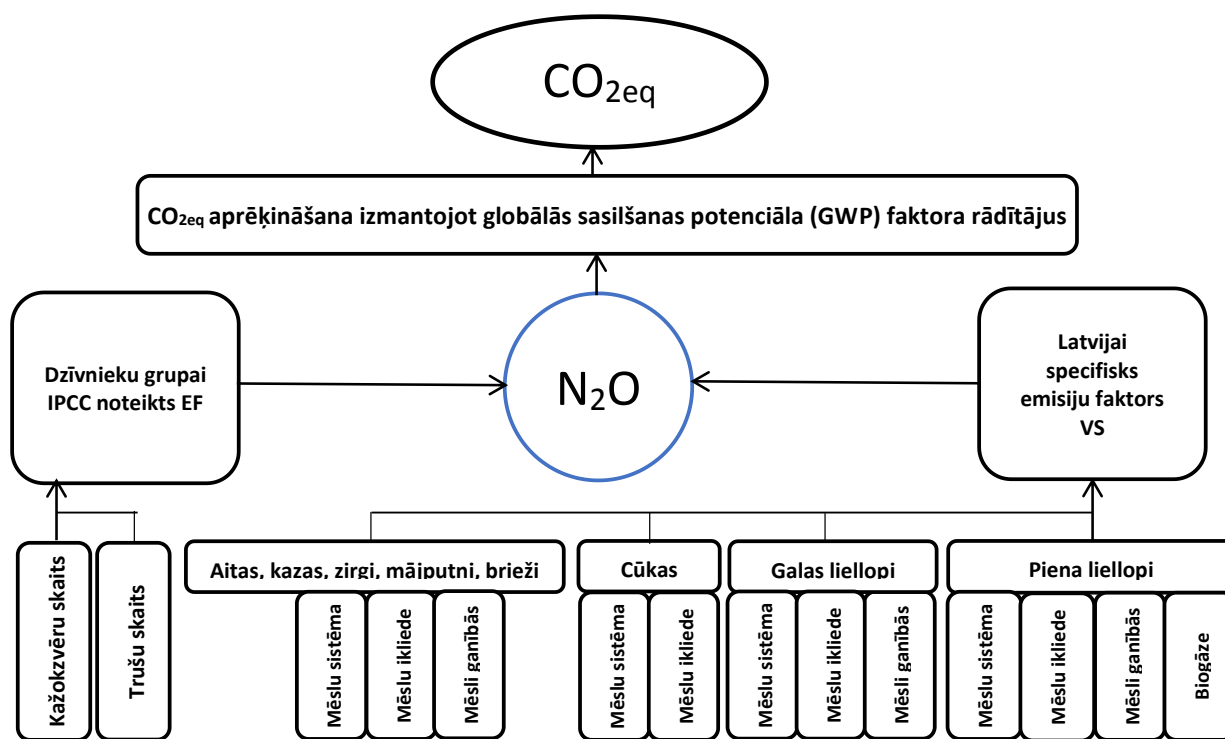 CO2eq
CO2eq aprēķināšana izmantojot globālās sasilšanas potenciāla (GWP) faktora rādītājus
Dzīvnieku grupai
IPCC noteikts EF
N2O
Latvijai
specifisks
emisiju faktors
VS
Kažokzvēru skaits
Trušu skaits
Aitas, kazas, zirgi, mājputni, brieži
Mēslu sistēma
Mēslu ikliede
Mēsli ganībās
Cūkas
Mēslu sistēma
Mēslu ikliede
Galas liellopi
Mēslu sistēma
Mēslu ikliede
Mēsli ganībās
Piena liellopi
Mēslu sistēma
Mēslu ikliede
Mēsli ganībās
Biogāze